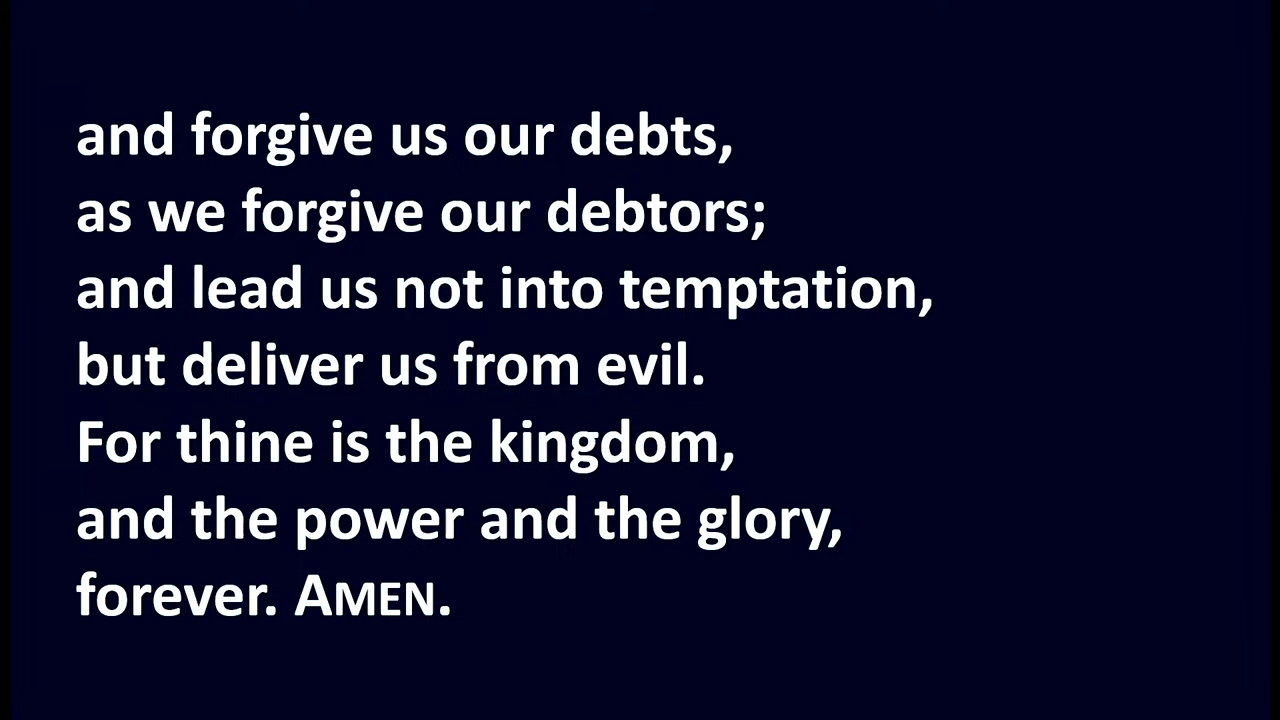 and forgive us our debts,
as we forgive our debtors;
and lead us not into temptation,
but deliver us from evil.
For thine is the kingdom,
and the power and the glory,
forever. AMEN.